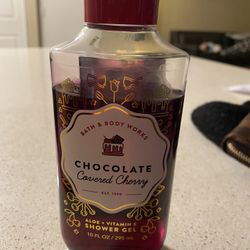 BATH & BODY WORKS
CHOCOLATE
Covered Cherry
EST. 1990
ALOE + VITAMIN E
SHOWER GEL
10 FL OZ / 295 mL